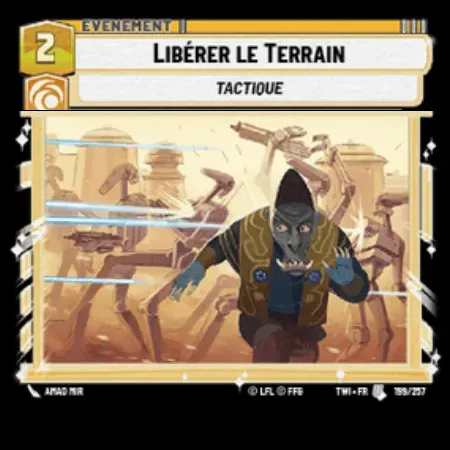 EVENEMENT
2
LIBÉRER LE TERRAIN
TACTIQUE
AMAD MIR
© LFL © FFG
TWI • FR 199/257